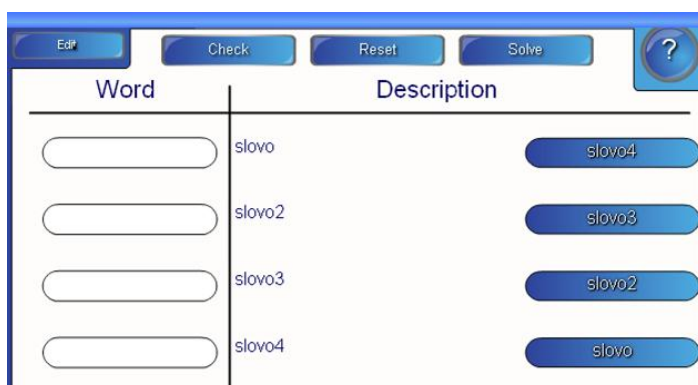 Edit Check Reset Solve ?
Word Description
slovo slovo4
slovo2 slovo3
slovo3 slovo2
slovo4 slovo